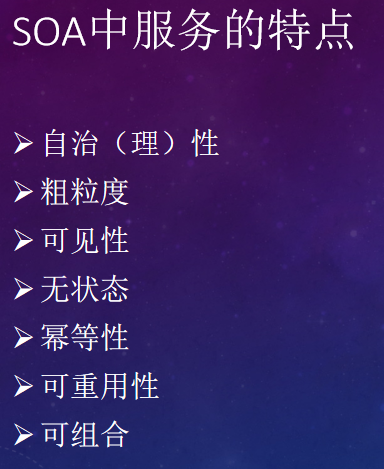 SOA中服务的特点
➢自治（理）性
➢粗粒度
➢可见性
➢无状态
➢幂等性
➢可重用性
➢可组合